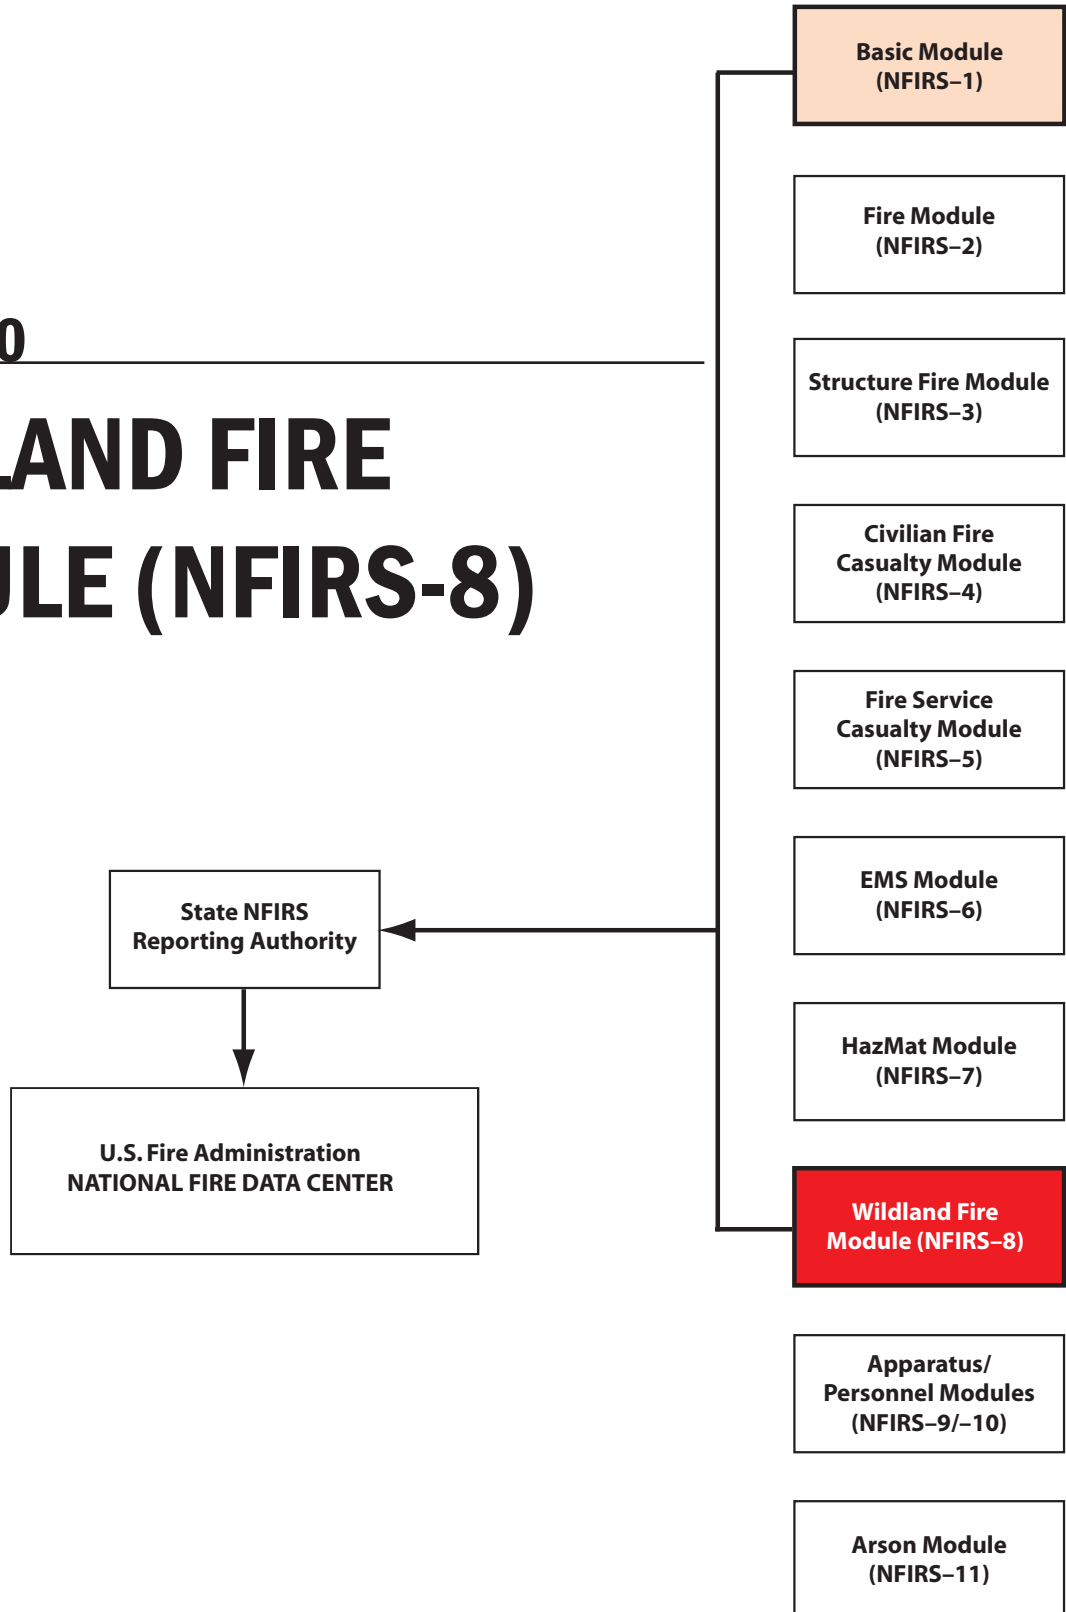 0
LAND FIRE
ULE (NFIRS-8)
State NFIRS
Reporting Authority
U.S. Fire Administration
NATIONAL FIRE DATA CENTER
Basic Module
(NFIRS–1)
Fire Module
(NFIRS–2)
Structure Fire Module
(NFIRS–3)
Civilian Fire
Casualty Module
(NFIRS–4)
Fire Service
Casualty Module
(NFIRS–5)
EMS Module
(NFIRS–6)
HazMat Module
(NFIRS–7)
Wildland Fire
Module (NFIRS–8)
Apparatus/
Personnel Modules
(NFIRS–9/–10)
Arson Module
(NFIRS–11)